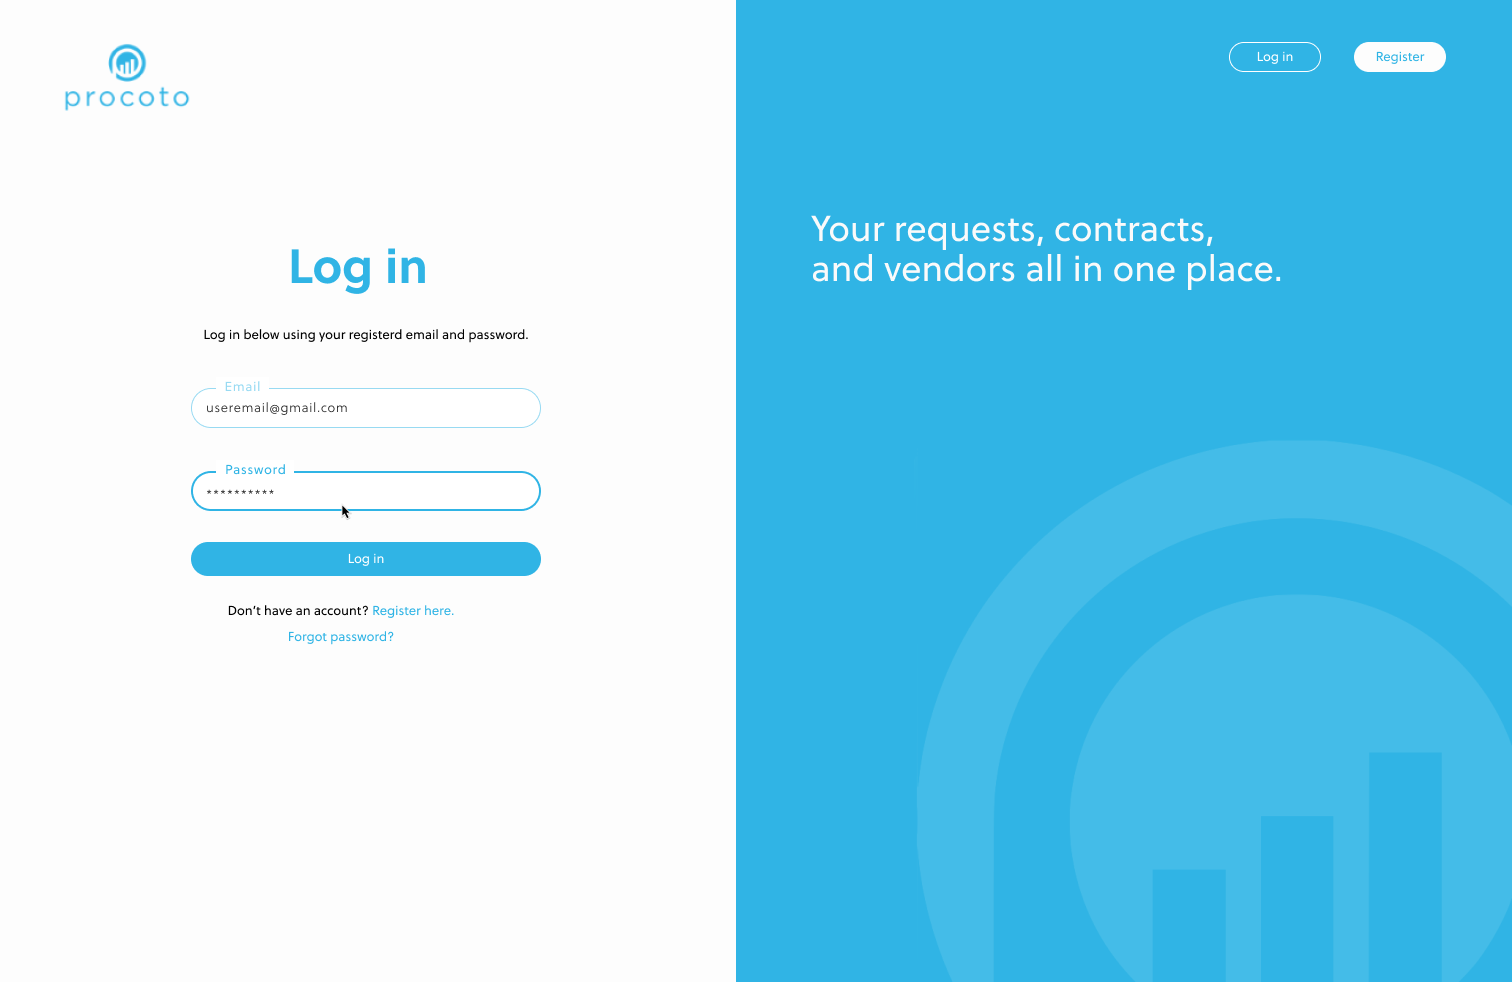 procoto
Log in
Register
Your requests, contracts,
and vendors all in one place.
Log in
Log in below using your registerd email and password.
Email
useremail@gmail.com
Password
**********
Log in
Don't have an account? Register here.
Forgot password?